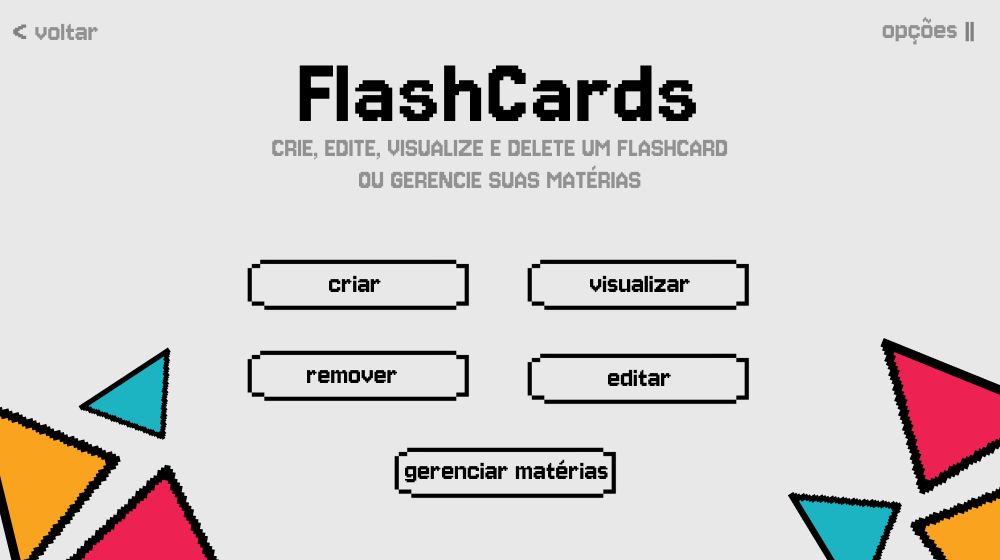 < voltar
opções ||
FlashCards
CRIE, EDITE, VISUALIZE E DELETE UM FLASHCARD
OU GERENCIE SUAS MATÉRIAS
criar
visualizar
remover
editar
gerenciar matérias